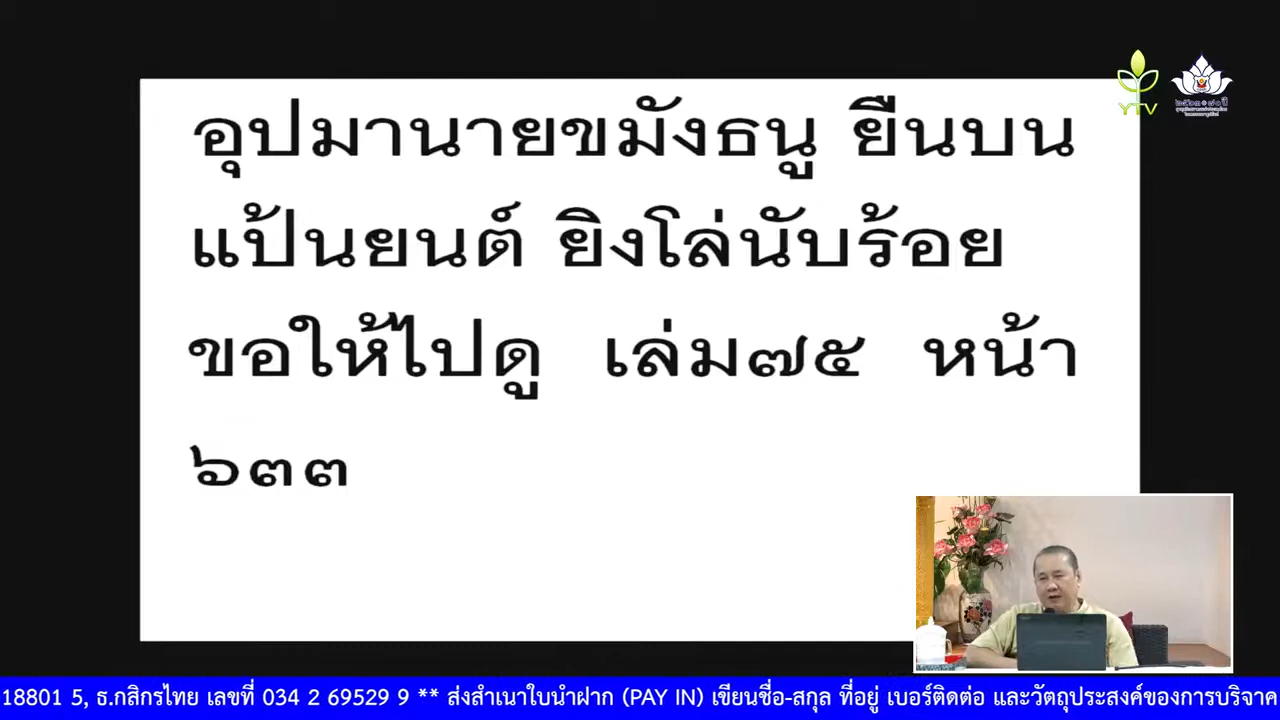 อุปมานายขมังธนู ยืนบน
แป้นยนต์ ยิงโล่นับร้อย
ขอให้ไปดู เล่ม๗๕ หน้า
๖๓๓
YTV
18801 5, ธ.กสิกรไทย เลขที่ 034 2 69529 9 ** ส่งสำเนาใบนำฝาก (PAY IN) เขียนชื่อ-สกุล ที่อยู่ เบอร์ติดต่อ และวัตถุประสงค์ของการบริจาค